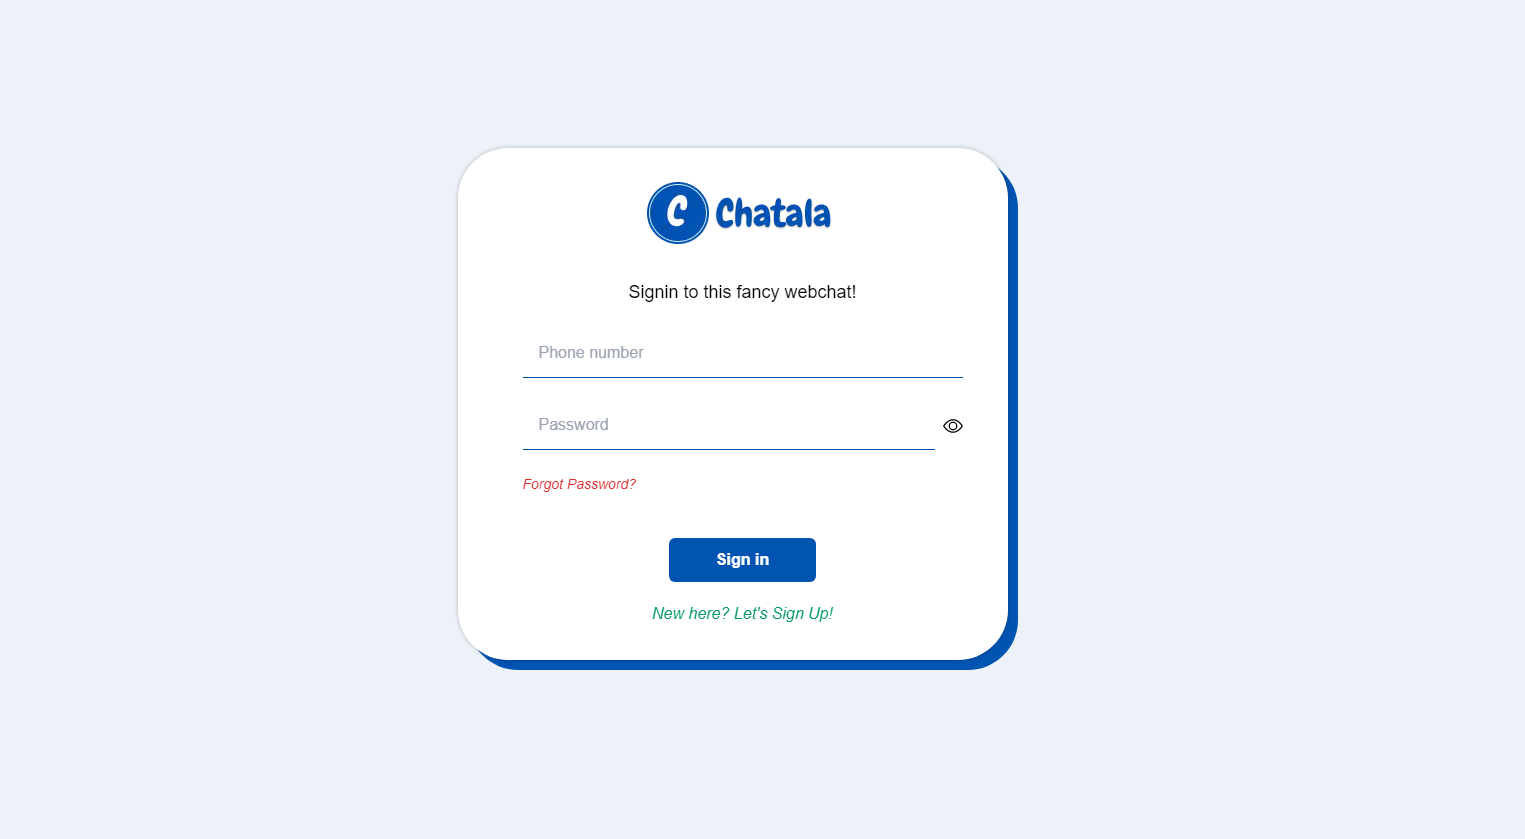 C Chatala
Signin to this fancy webchat!
Phone number
Password
Forgot Password?
Sign in
New here? Let's Sign Up!